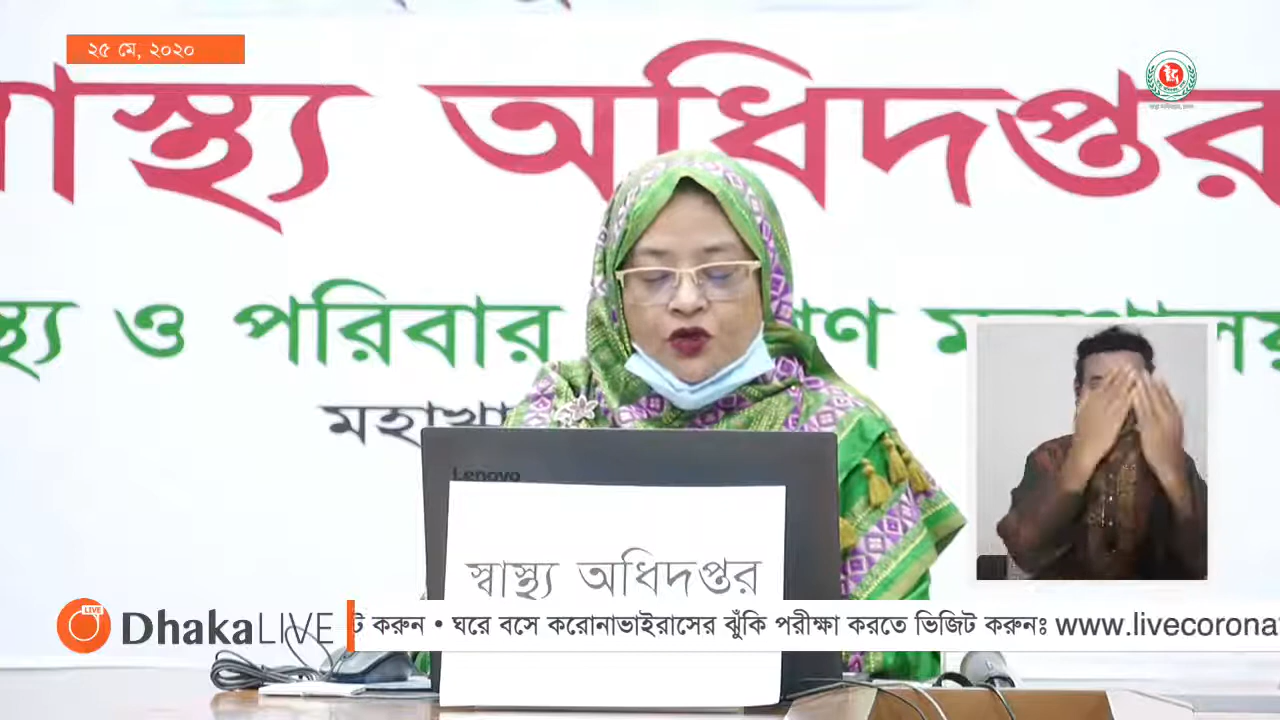 ২৫ মে, ২০২০
াস্থ্য অধিদপ্তর
স্থ্য ও পরিবার
মহাখা
Lenovo
স্বাস্থ্য অধিদপ্তর
LIVE
DhakaLIVE
ট করুন • ঘরে বসে করোনাভাইরাসের ঝুঁকি পরীক্ষা করতে ভিজিট করুনঃ www.livecorona